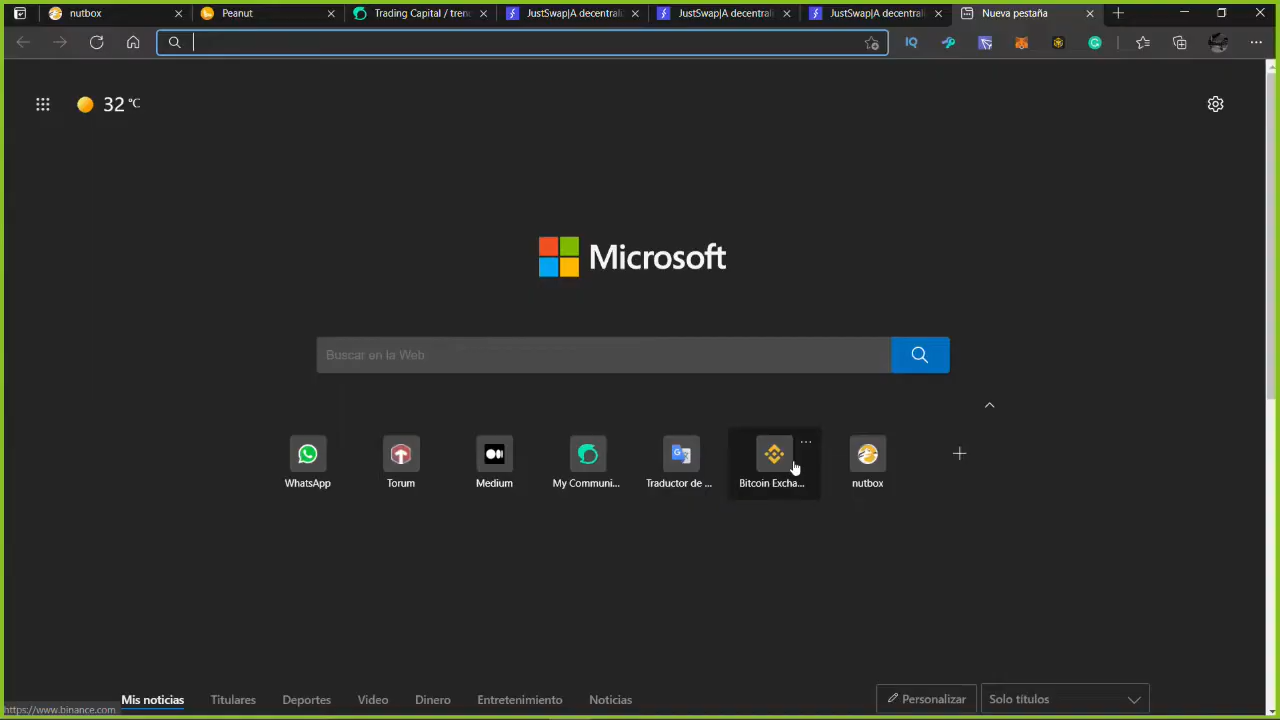 nutbox
Peanut
Trading Capital / tren
JustSwap|A decentrali
JustSwap|A decentrali
JustSwap|A decentrali
Nueva pestaña
IQ
32 °C
Microsoft
Buscar en la Web
WhatsApp
Torum
Medium
My Communi...
Traductor de ...
Bitcoin Excha...
nutbox
Mis noticias
Titulares
Deportes
Video
Dinero
Entretenimiento
Noticias
Personalizar
Solo títulos
https://www.binance.com